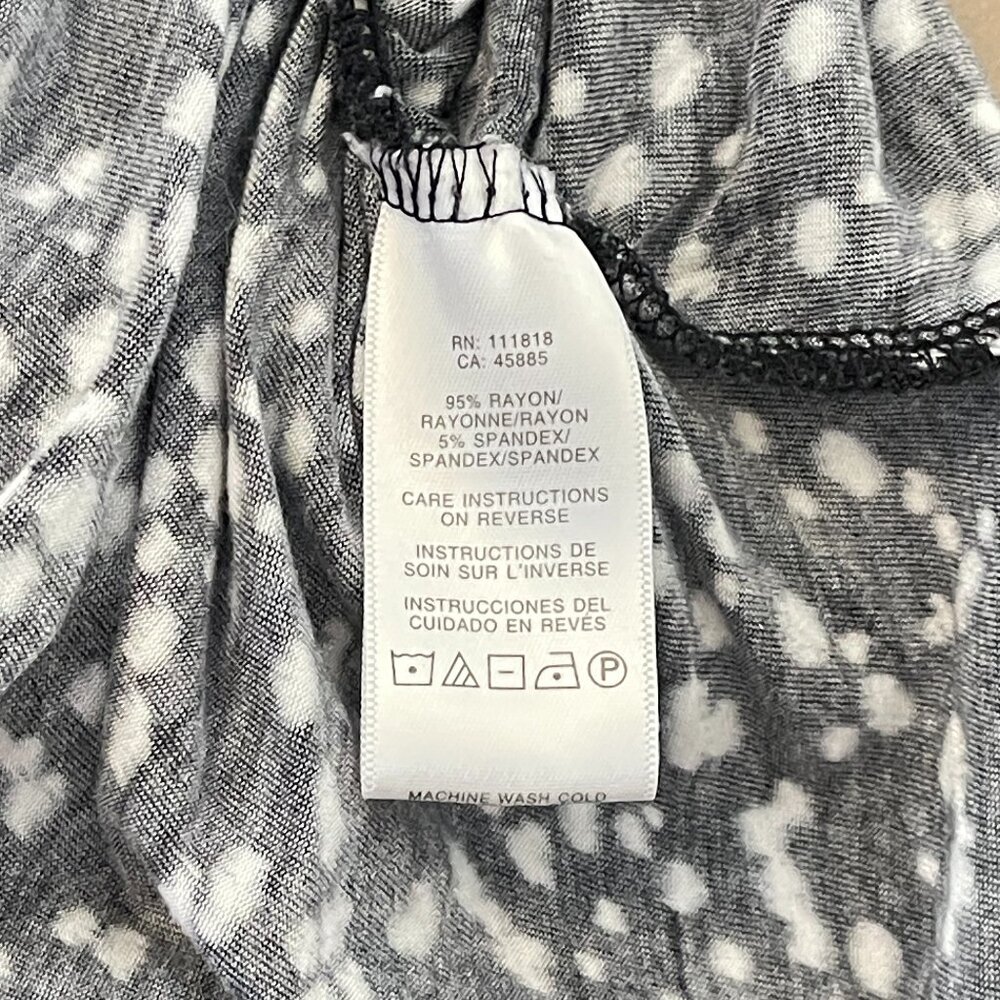 RN: 111818
CA: 45885
95% RAYON/
RAYONNE/RAYON
5% SPANDEX/
SPANDEX/SPANDEX
CARE INSTRUCTIONS
ON REVERSE
INSTRUCTIONS DE
SOIN SUR L'INVERSE
INSTRUCCIONES DEL
CUIDADO EN REVÉS
P
MACHINE WASH COLD